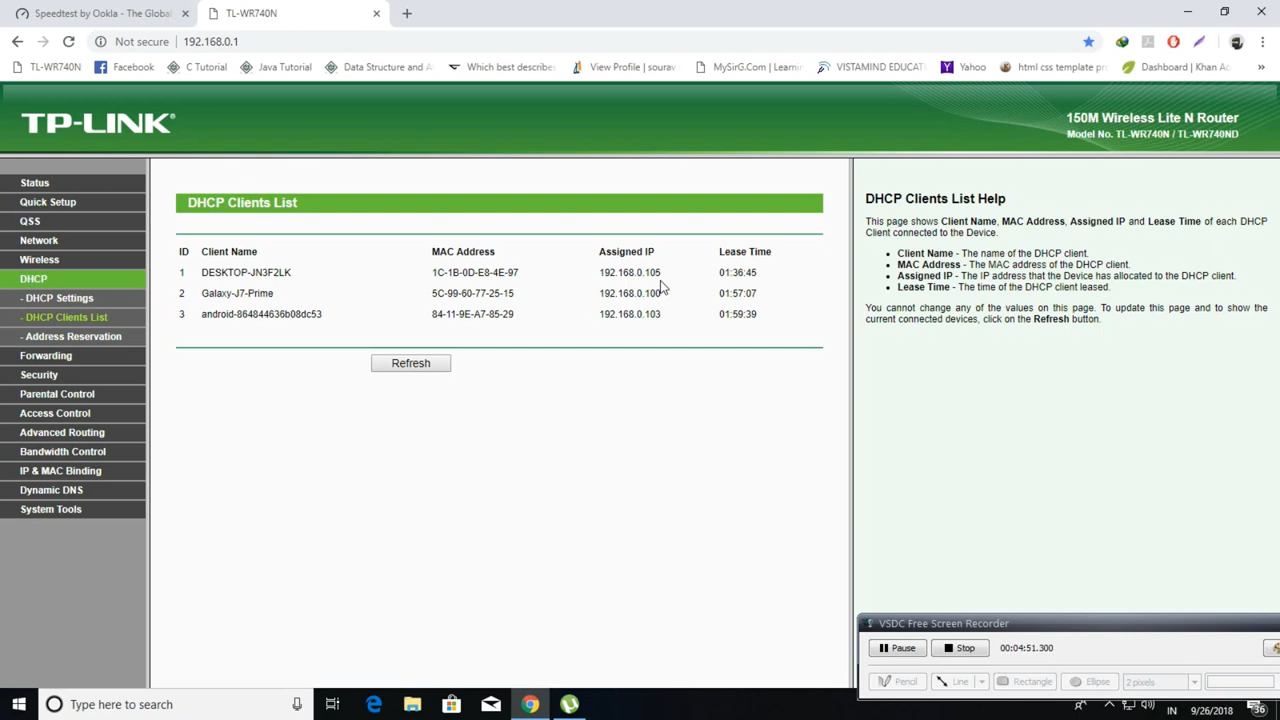 Speedtest by Ookla - The Global
TL-WR740N
Not secure
192.168.0.1
TL-WR740N
Facebook
C Tutorial
Java Tutorial
Data Structure and A
Which best describe
View Profile | sourav
MySirG.Com | Learni
VISTAMIND EDUCAT
Yahoo
html css template pr
Dashboard | Khan Ac
TP-LINK
150M Wireless Lite N Router
Model No. TL-WR740N / TL-WR740ND
Status
Quick Setup
QSS
Network
Wireless
DHCP
- DHCP Settings
- DHCP Clients List
- Address Reservation
Forwarding
Security
Parental Control
Access Control
Advanced Routing
Bandwidth Control
IP & MAC Binding
Dynamic DNS
System Tools
DHCP Clients List
ID Client Name MAC Address Assigned IP Lease Time
1 DESKTOP-JN3F2LK 1C-1B-0D-E8-4E-97 192.168.0.105 01:36:45
2 Galaxy-J7-Prime 5C-99-60-77-25-15 192.168.0.100 01:57:07
3 android-864844636b08dc53 84-11-9E-A7-85-29 192.168.0.103 01:59:39
Refresh
DHCP Clients List Help
This page shows Client Name, MAC Address, Assigned IP and Lease Time of each DHCP
Client connected to the Device.
Client Name - The name of the DHCP client.
MAC Address - The MAC address of the DHCP client.
Assigned IP - The IP address that the Device has allocated to the DHCP client.
Lease Time - The time of the DHCP client leased.
You cannot change any of the values on this page. To update this page and to show the
current connected devices, click on the Refresh button.
VSDC Free Screen Recorder
Pause
Stop
00:04:51.300
Pencil
Line
Rectangle
Ellipse
2 pixels
Type here to search
IN
9/26/2018
36